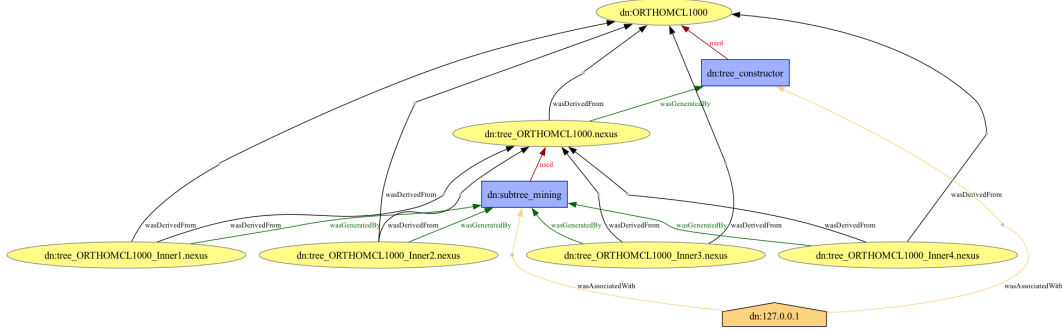 dn:ORTHOMCL1000
used
dn:tree_constructor
wasDerivedFrom
wasGeneratedBy
dn:tree_ORTHOMCL1000.nexus
used
dn:subtree_mining
wasDerivedFrom
wasDerivedFrom
wasDerivedFrom
wasDerivedFrom
wasGeneratedBy
wasDerivedFrom
wasGeneratedBy
wasGeneratedBy
wasDerivedFrom
wasGeneratedBy
wasDerivedFrom
dn:tree_ORTHOMCL1000_Inner1.nexus
dn:tree_ORTHOMCL1000_Inner2.nexus
dn:tree_ORTHOMCL1000_Inner3.nexus
dn:tree_ORTHOMCL1000_Inner4.nexus
wasAssociatedWith
wasAssociatedWith
dn:127.0.0.1